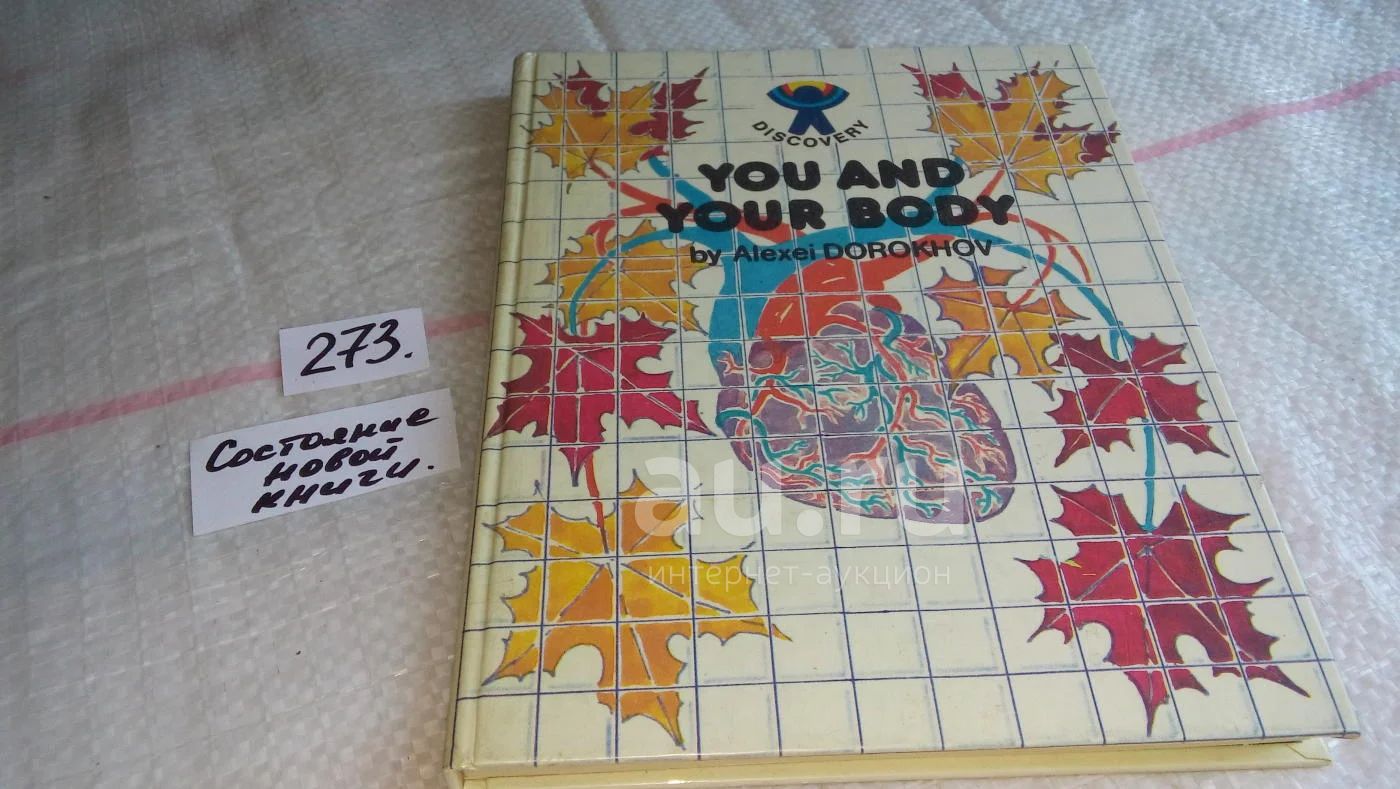 DISCOVERY
YOU AND
YOUR BODY
by Alexei DOROKHOV
273.
Состояние
новой
книги.
au.ru
интернет-аукцион